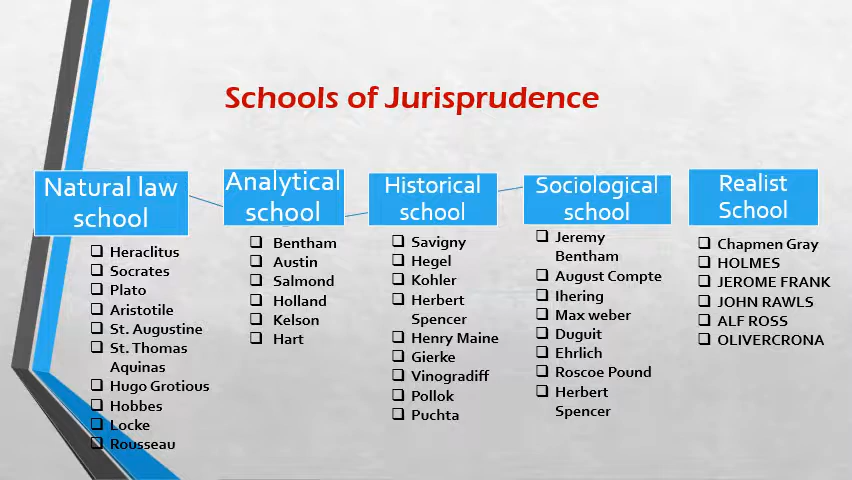 Schools of Jurisprudence
Natural law
school
Heraclitus
Socrates
Plato
Aristotile
St. Augustine
St. Thomas
Aquinas
Hugo Grotious
Hobbes
Locke
Rousseau
Analytical
school
Bentham
Austin
Salmond
Holland
Kelson
Hart
Historical
school
Savigny
Hegel
Kohler
Herbert
Spencer
Henry Maine
Gierke
Vinogradiff
Pollok
Puchta
Sociological
school
Jeremy
Bentham
August Compte
Ihering
Max weber
Duguit
Ehrlich
Roscoe Pound
Herbert
Spencer
Realist
School
Chapmen Gray
HOLMES
JEROME FRANK
JOHN RAWLS
ALF ROSS
OLIVERCRONA